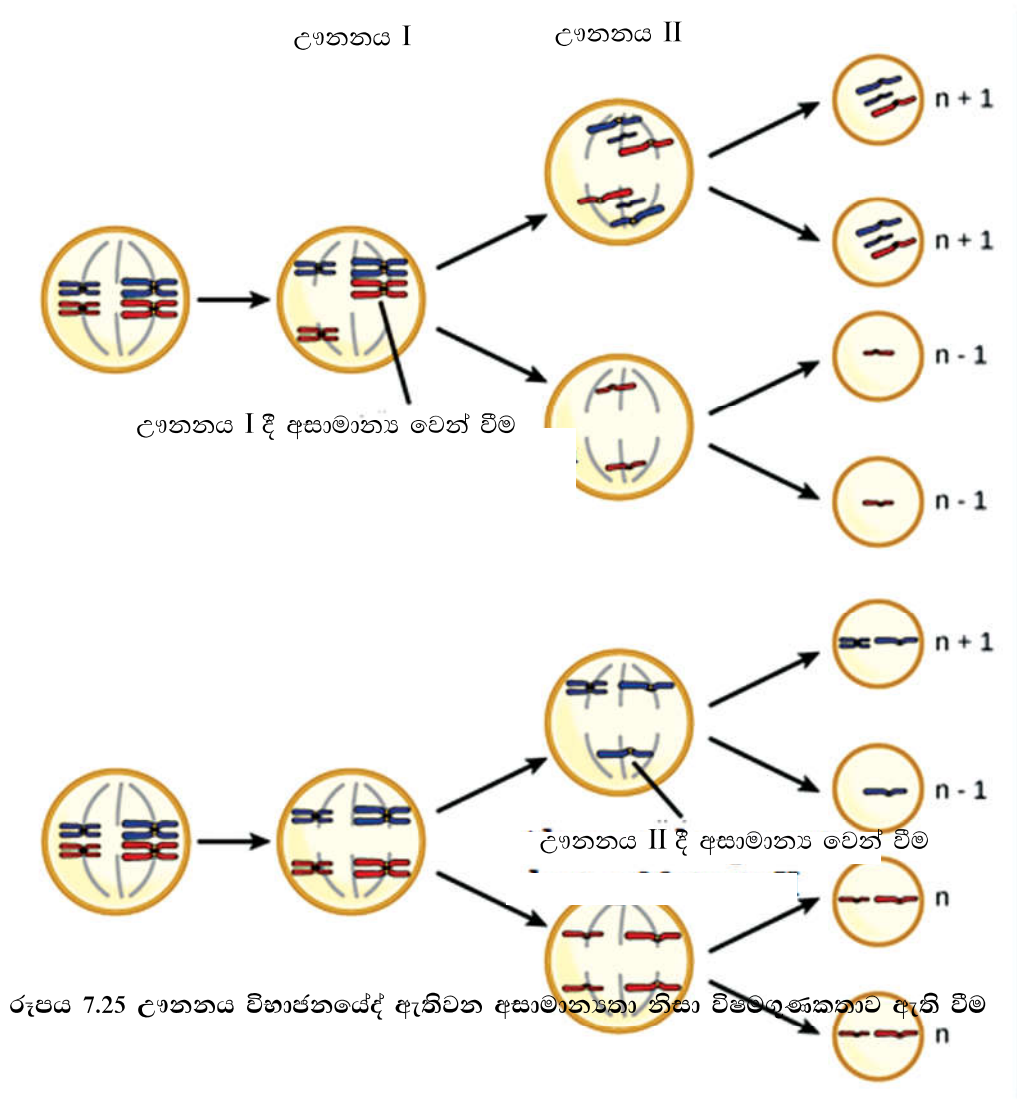 ඌනනය I
ඌනනය II
n + 1
n + 1
n - 1
ඌනනය I දී අසාමාන්‍ය වෙන් වීම
n - 1
n + 1
n - 1
ඌනනය II දී අසාමාන්‍ය වෙන් වීම
n
රූපය 7.25 ඌනනය විභාජනයේදී ඇතිවන අසාමාන්‍යතා නිසා විෂමගුණකතාව ඇති වීම
n